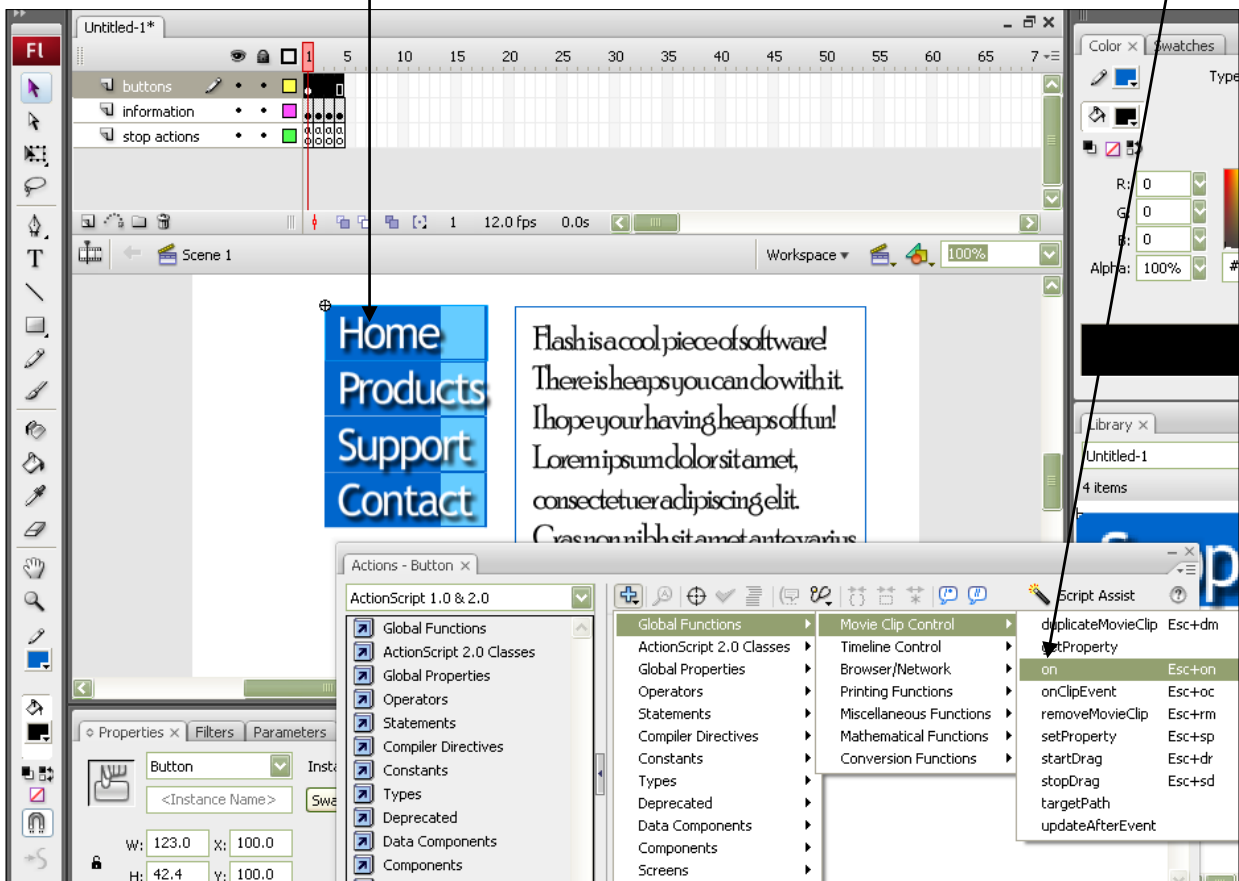 Untitled-1*
Color
Swatches
Fl
1 5 10 15 20 25 30 35 40 45 50 55 60 65 7
Type
buttons
information
stop actions
R: 0
G: 0
B: 0
Alpha: 100% #
1 12.0 fps 0.0s
Scene 1
Workspace
100%
Home
Products
Support
Contact
Flash is a cool piece of software!
There is heaps you can do with it.
I hope your having heaps of fun!
Lorem ipsum dolor sit amet,
consectetuer adipiscing elit.
Cras non nibh sit amet ante varius
Library
Untitled-1
4 items
Actions - Button
ActionScript 1.0 & 2.0
Script Assist
Global Functions
ActionScript 2.0 Classes
Global Properties
Operators
Statements
Compiler Directives
Constants
Types
Deprecated
Data Components
Components
Global Functions
ActionScript 2.0 Classes
Global Properties
Operators
Statements
Compiler Directives
Constants
Types
Deprecated
Data Components
Components
Screens
Movie Clip Control
Timeline Control
Browser/Network
Printing Functions
Miscellaneous Functions
Mathematical Functions
Conversion Functions
duplicateMovieClip Esc+dm
getProperty
on Esc+on
onClipEvent Esc+oc
removeMovieClip Esc+rm
setProperty Esc+sp
startDrag Esc+dr
stopDrag Esc+sd
targetPath
updateAfterEvent
Properties
Filters
Parameters
Button
<Instance Name>
W: 123.0 X: 100.0
H: 42.4 Y: 100.0